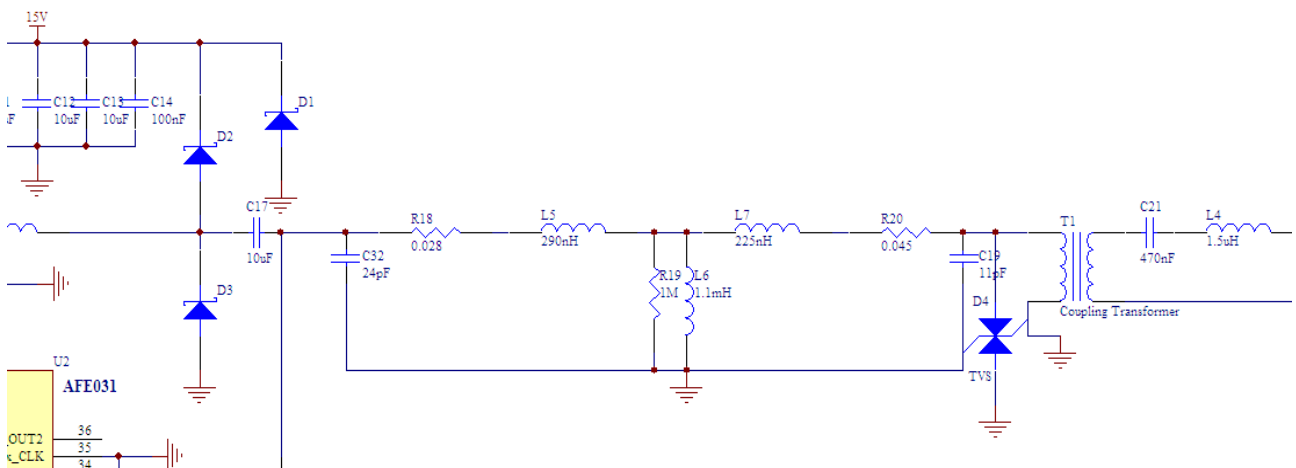 15V
C12
10uF
C13
10uF
C14
100nF
D1
D2
C17
10uF
D3
C32
24pF
R18
0.028
L5
290nH
R19
1M
L6
1.1mH
L7
225nH
R20
0.045
C19
11pF
D4
TVS
T1
Coupling Transformer
C21
470nF
L4
1.5uH
U2
AFE031
_OUT2
36
35
_CLK
34